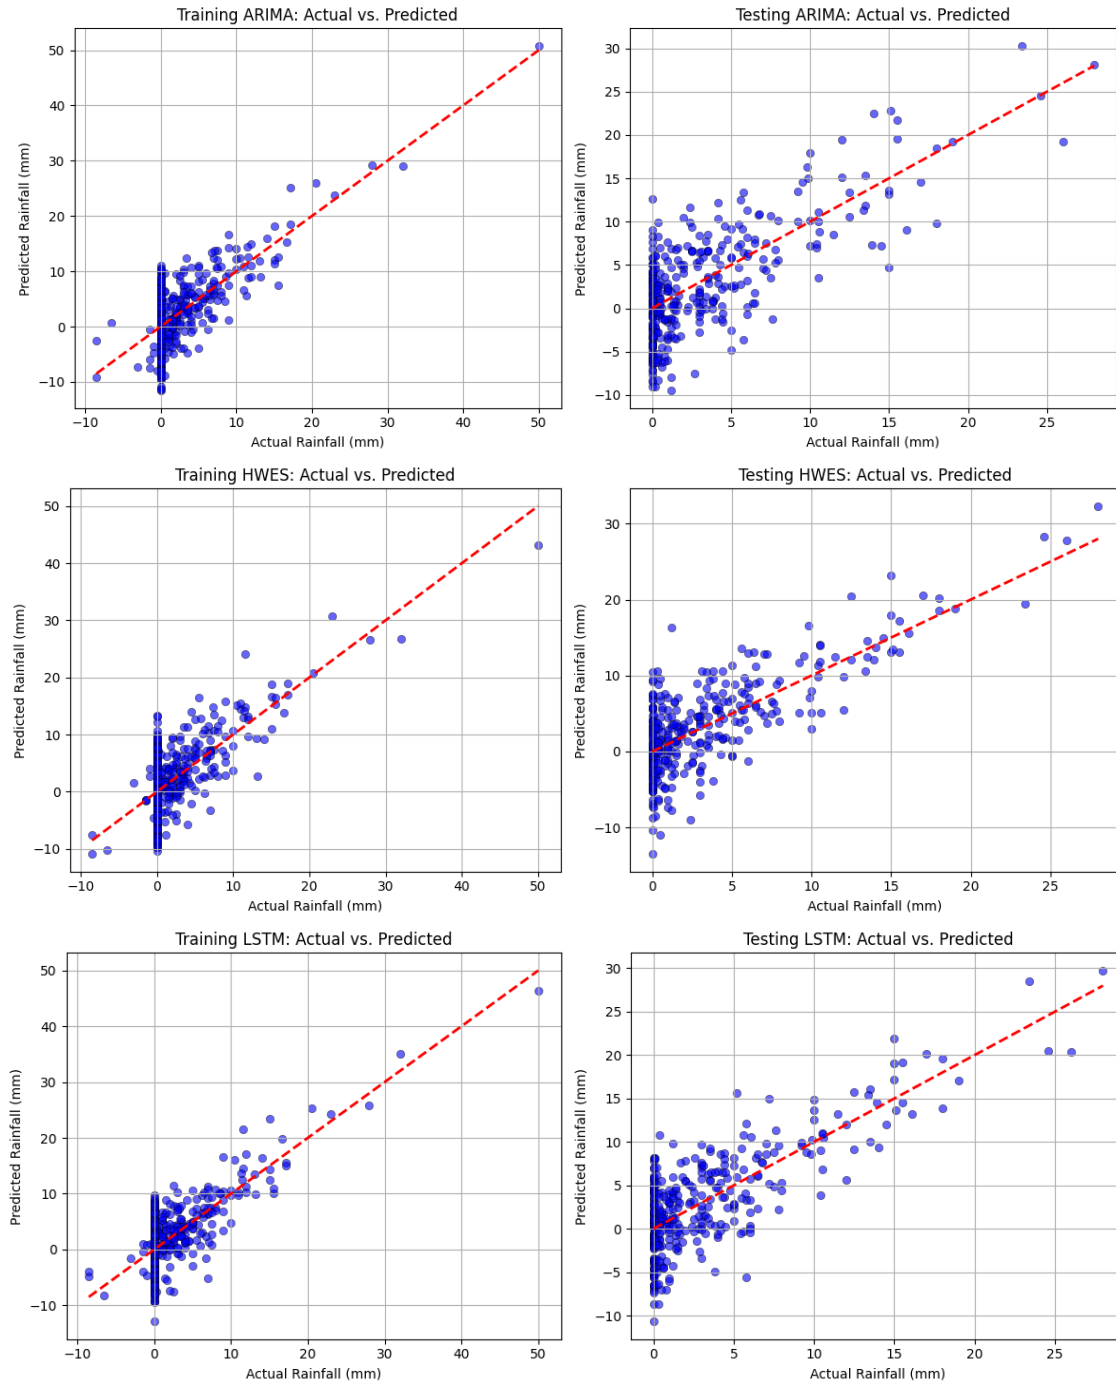 Training ARIMA: Actual vs. Predicted
50
40
30
20
10
0
−10
Predicted Rainfall (mm)
−10 0 10 20 30 40 50
Actual Rainfall (mm)
Testing ARIMA: Actual vs. Predicted
30
25
20
15
10
5
0
−5
−10
Predicted Rainfall (mm)
0 5 10 15 20 25
Actual Rainfall (mm)
Training HWES: Actual vs. Predicted
50
40
30
20
10
0
−10
Predicted Rainfall (mm)
−10 0 10 20 30 40 50
Actual Rainfall (mm)
Testing HWES: Actual vs. Predicted
30
20
10
0
−10
Predicted Rainfall (mm)
0 5 10 15 20 25
Actual Rainfall (mm)
Training LSTM: Actual vs. Predicted
50
40
30
20
10
0
−10
Predicted Rainfall (mm)
−10 0 10 20 30 40 50
Actual Rainfall (mm)
Testing LSTM: Actual vs. Predicted
30
25
20
15
10
5
0
−5
−10
Predicted Rainfall (mm)
0 5 10 15 20 25
Actual Rainfall (mm)